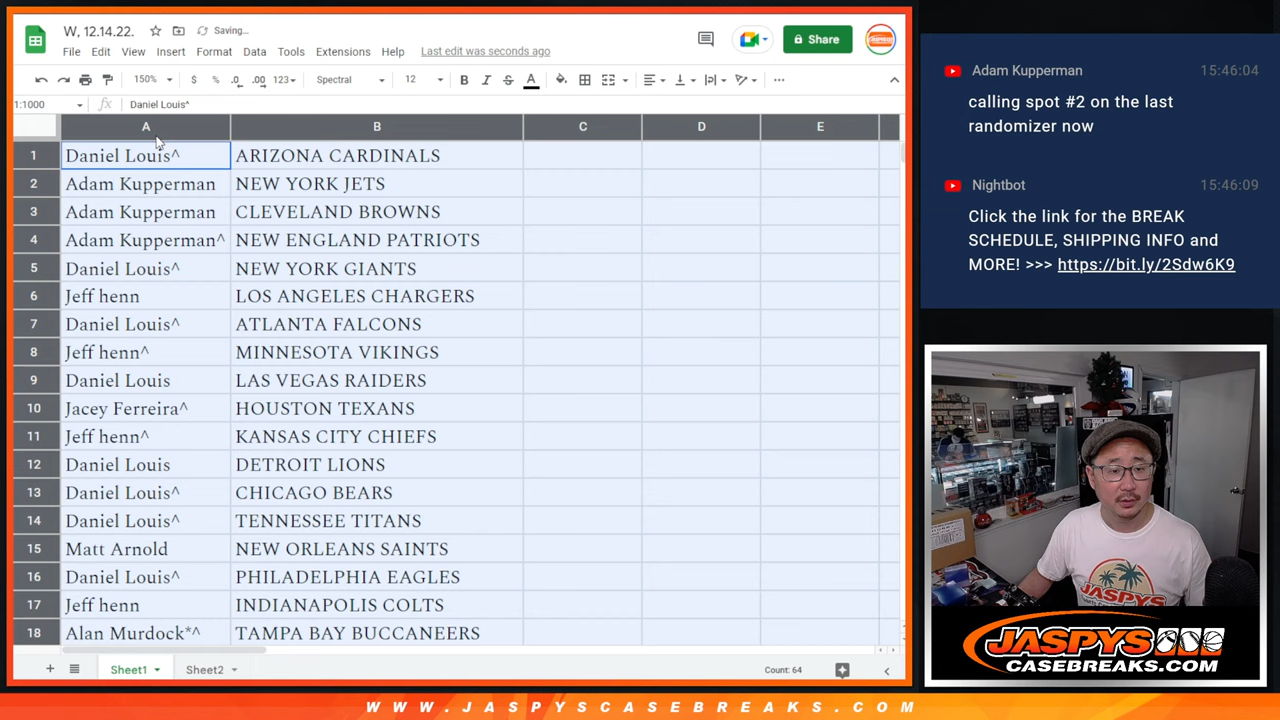 W, 12.14.22.
Saving...
File Edit View Insert Format Data Tools Extensions Help Last edit was seconds ago
Share
150% $ % .0 .00 123 Spectral 12 B I S A
1:1000 fx Daniel Louis^
A B C D E
1 Daniel Louis^ ARIZONA CARDINALS
2 Adam Kupperman NEW YORK JETS
3 Adam Kupperman CLEVELAND BROWNS
4 Adam Kupperman^ NEW ENGLAND PATRIOTS
5 Daniel Louis^ NEW YORK GIANTS
6 Jeff henn LOS ANGELES CHARGERS
7 Daniel Louis^ ATLANTA FALCONS
8 Jeff henn^ MINNESOTA VIKINGS
9 Daniel Louis LAS VEGAS RAIDERS
10 Jacey Ferreira^ HOUSTON TEXANS
11 Jeff henn^ KANSAS CITY CHIEFS
12 Daniel Louis DETROIT LIONS
13 Daniel Louis^ CHICAGO BEARS
14 Daniel Louis^ TENNESSEE TITANS
15 Matt Arnold NEW ORLEANS SAINTS
16 Daniel Louis^ PHILADELPHIA EAGLES
17 Jeff henn INDIANAPOLIS COLTS
18 Alan Murdock*^ TAMPA BAY BUCCANEERS
Sheet1 Sheet2 Count: 64
Adam Kupperman 15:46:04
calling spot #2 on the last
randomizer now
Nightbot 15:46:09
Click the link for the BREAK
SCHEDULE, SHIPPING INFO and
MORE! >>> https://bit.ly/2Sdw6K9
JASPYS
JASPYS
CASEBREAKS.COM
WWW.JASPYSCASEBREAKS.COM